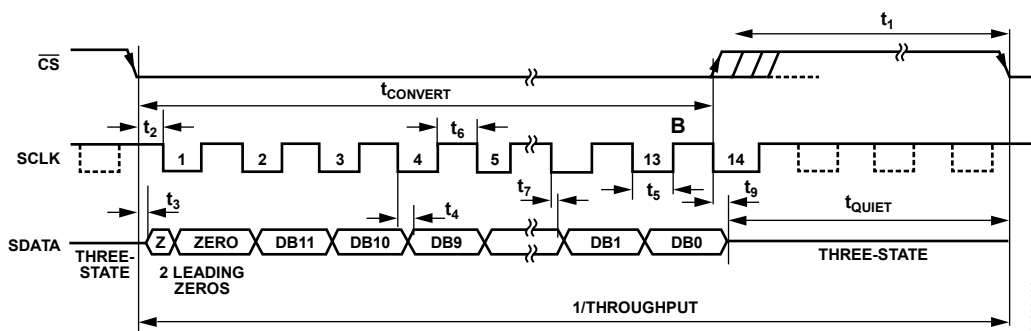 t1
CS
tCONVERT
t2
t6
B
SCLK
1
2
3
4
5
13
14
t3
t7
t4
t5
t9
tQUIET
SDATA
Z
ZERO
DB11
DB10
DB9
DB1
DB0
THREE-
STATE
2 LEADING
ZEROS
THREE-STATE
1/THROUGHPUT